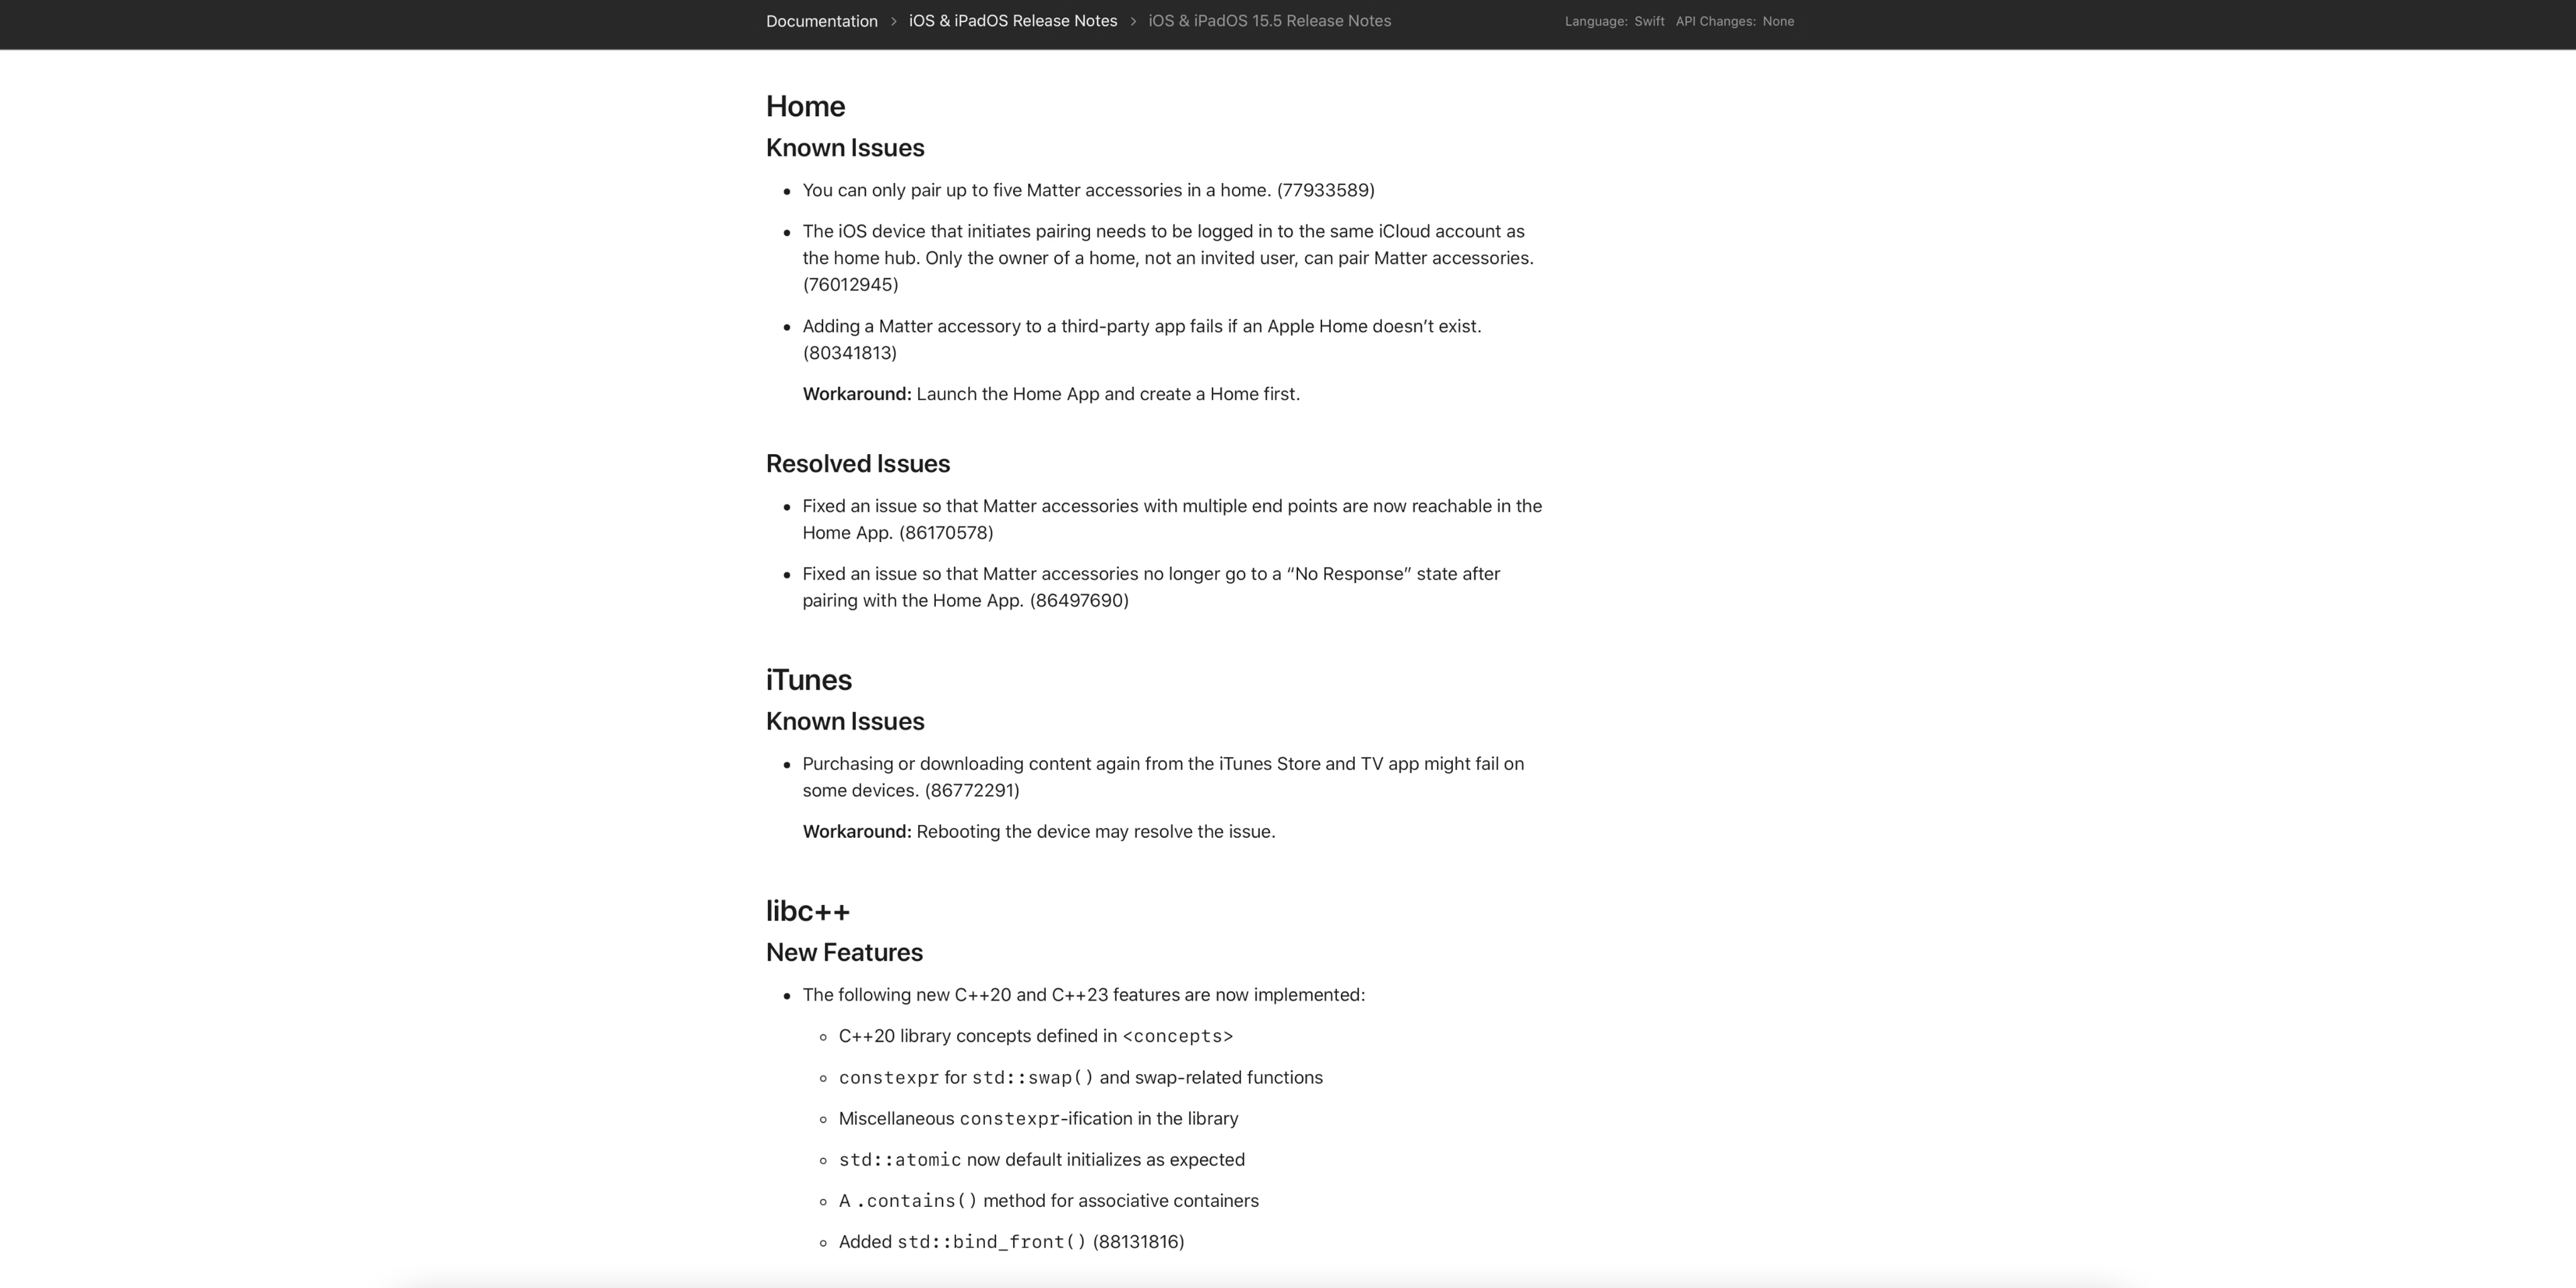 Documentation > iOS & iPadOS Release Notes > iOS & iPadOS 15.5 Release Notes Language: Swift API Changes: None
Home
Known Issues
• You can only pair up to five Matter accessories in a home. (77933589)
• The iOS device that initiates pairing needs to be logged in to the same iCloud account as
the home hub. Only the owner of a home, not an invited user, can pair Matter accessories.
(76012945)
• Adding a Matter accessory to a third-party app fails if an Apple Home doesn’t exist.
(80341813)
Workaround: Launch the Home App and create a Home first.
Resolved Issues
• Fixed an issue so that Matter accessories with multiple end points are now reachable in the
Home App. (86170578)
• Fixed an issue so that Matter accessories no longer go to a “No Response” state after
pairing with the Home App. (86497690)
iTunes
Known Issues
• Purchasing or downloading content again from the iTunes Store and TV app might fail on
some devices. (86772291)
Workaround: Rebooting the device may resolve the issue.
libc++
New Features
• The following new C++20 and C++23 features are now implemented:
◦ C++20 library concepts defined in <concepts>
◦ constexpr for std::swap() and swap-related functions
◦ Miscellaneous constexpr-ification in the library
◦ std::atomic now default initializes as expected
◦ A .contains() method for associative containers
◦ Added std::bind_front() (88131816)